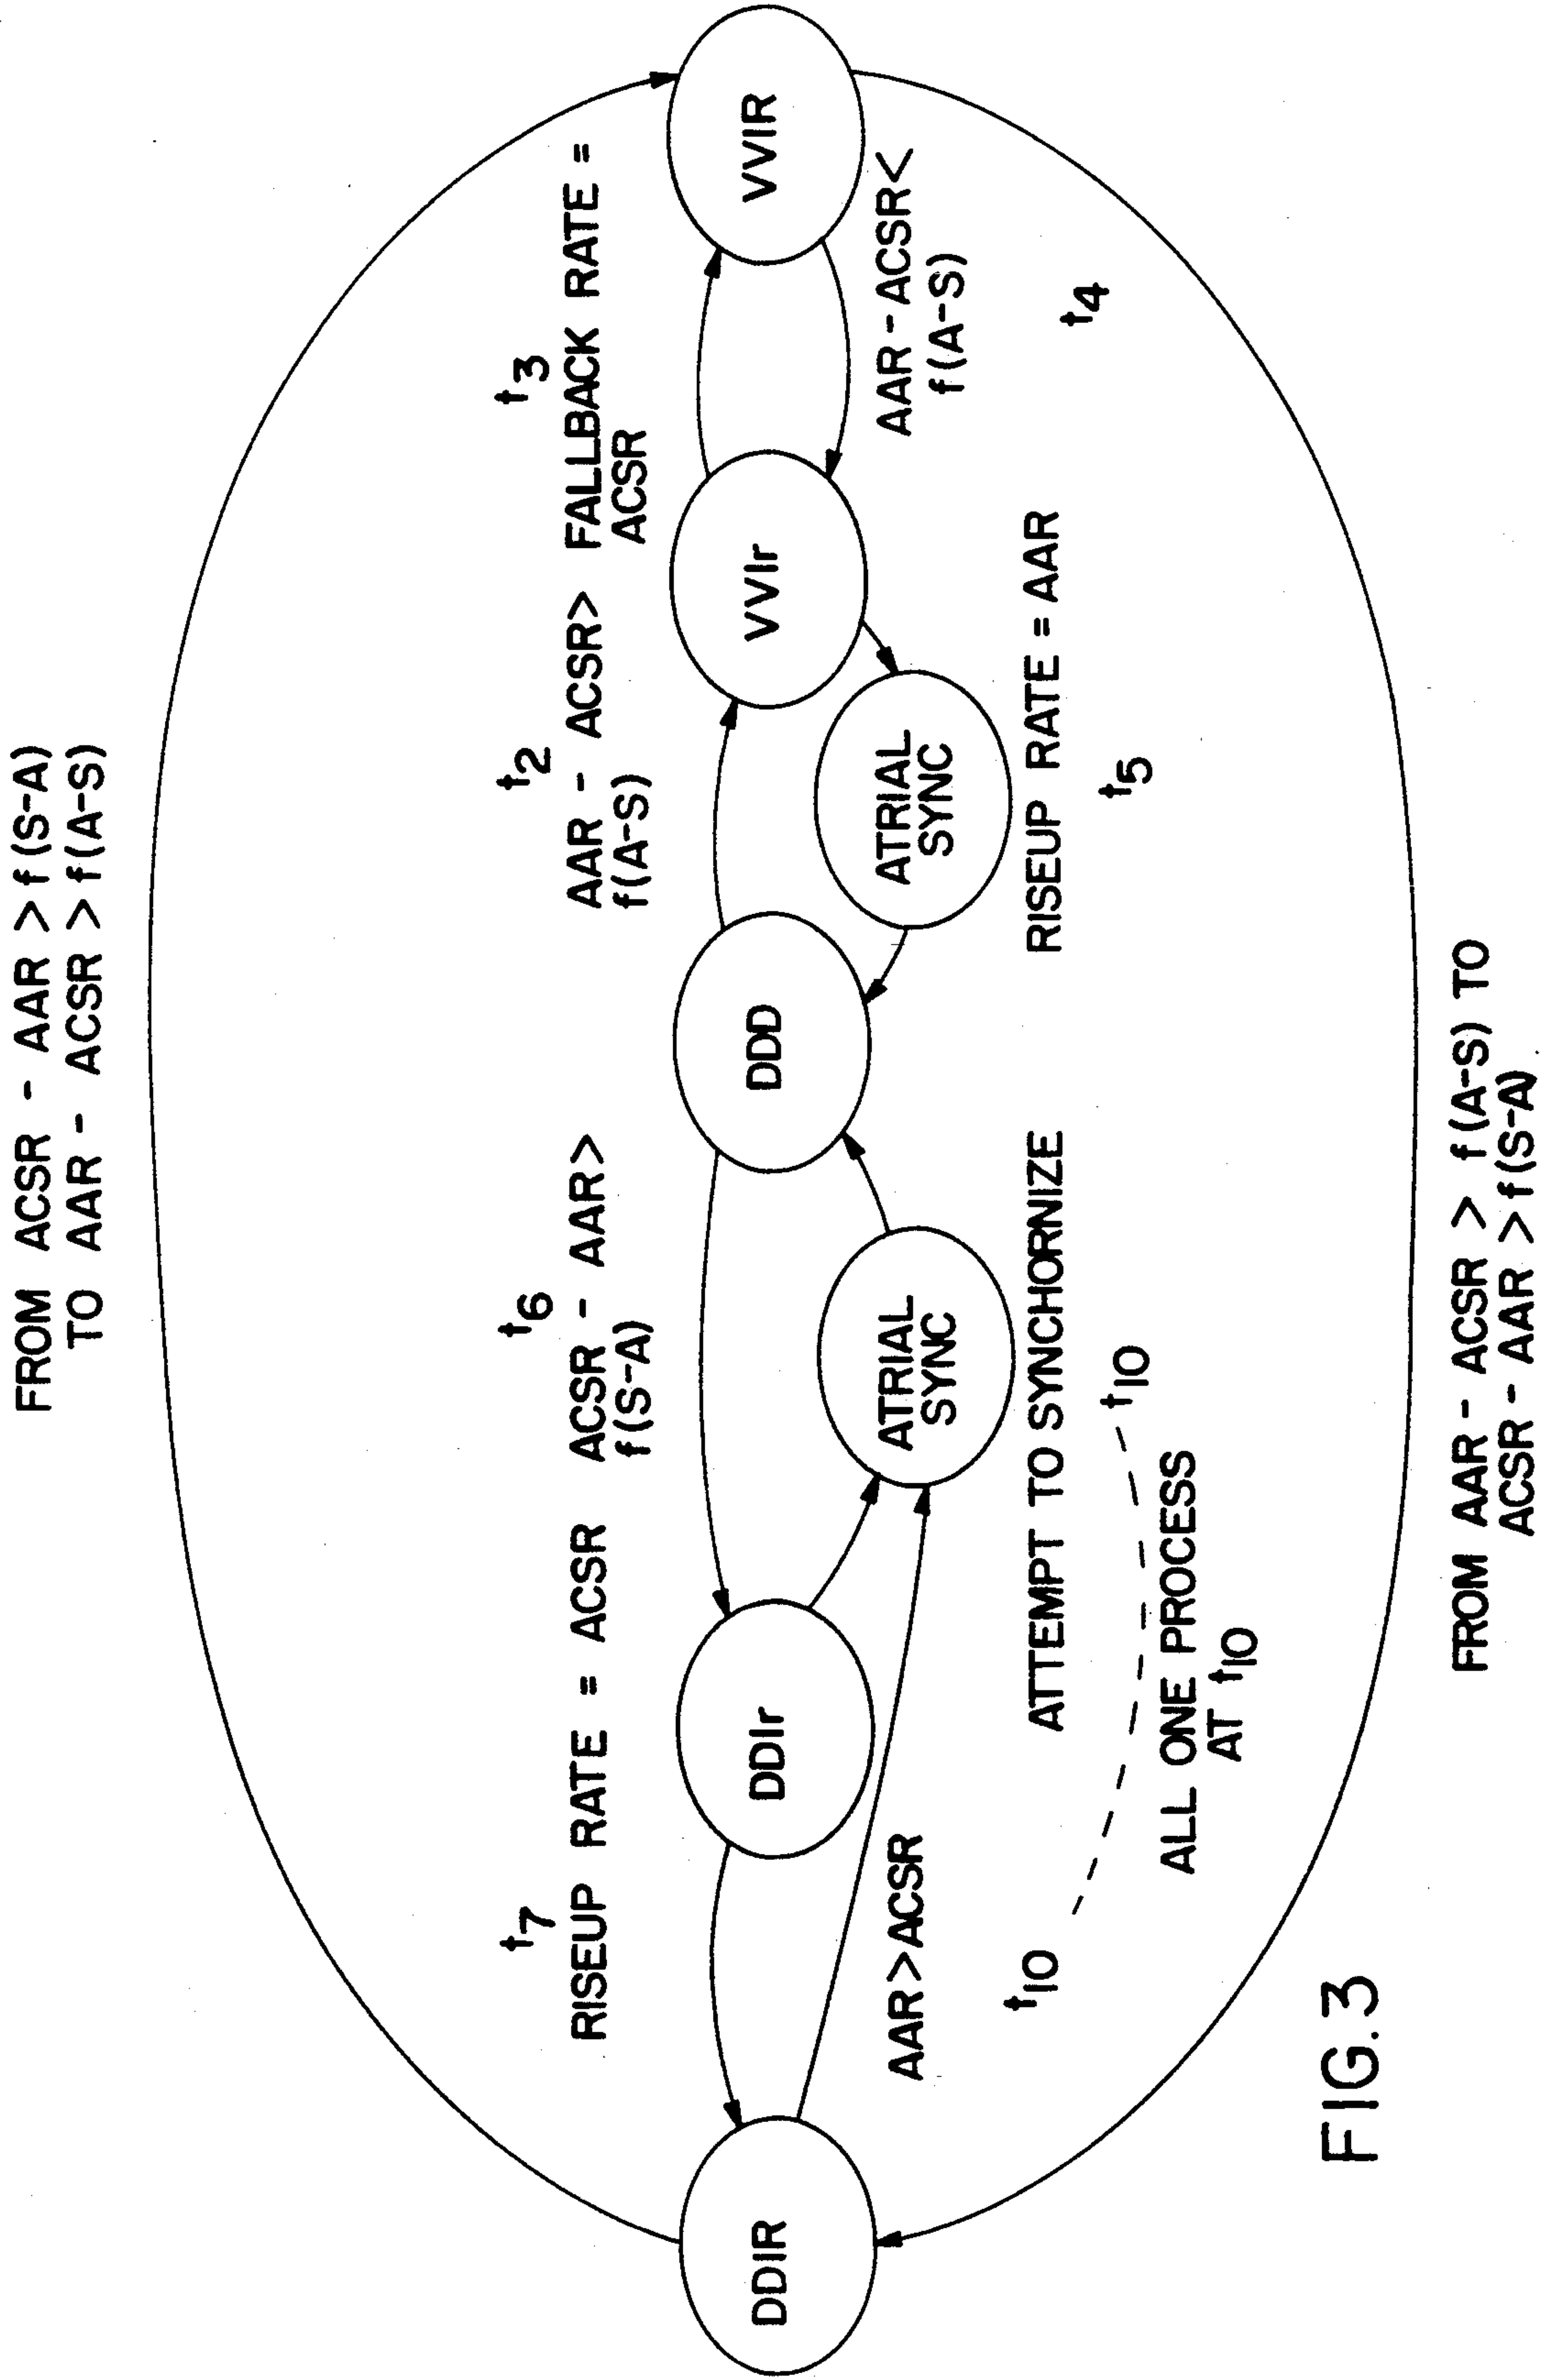 FROM ACSR - AAR > f(S-A)
TO AAR - ACSR > f(A-S)
t7
t6
t2
t3
RISEUP RATE = ACSR
ACSR - AAR>
f(S-A)
AAR - ACSR>
f(A-S)
FALLBACK RATE =
ACSR
DDIR
DDIr
DDD
VVIr
VVIR
ATRIAL
SYNC
ATRIAL
SYNC
AAR>ACSR
AAR - ACSR<
f(A-S)
ATTEMPT TO SYNCHORNIZE
RISEUP RATE = AAR
t10
t10
t5
t4
ALL ONE PROCESS
AT t10
FIG.3
FROM AAR - ACSR > f(A-S) TO
ACSR - AAR >f(S-A)